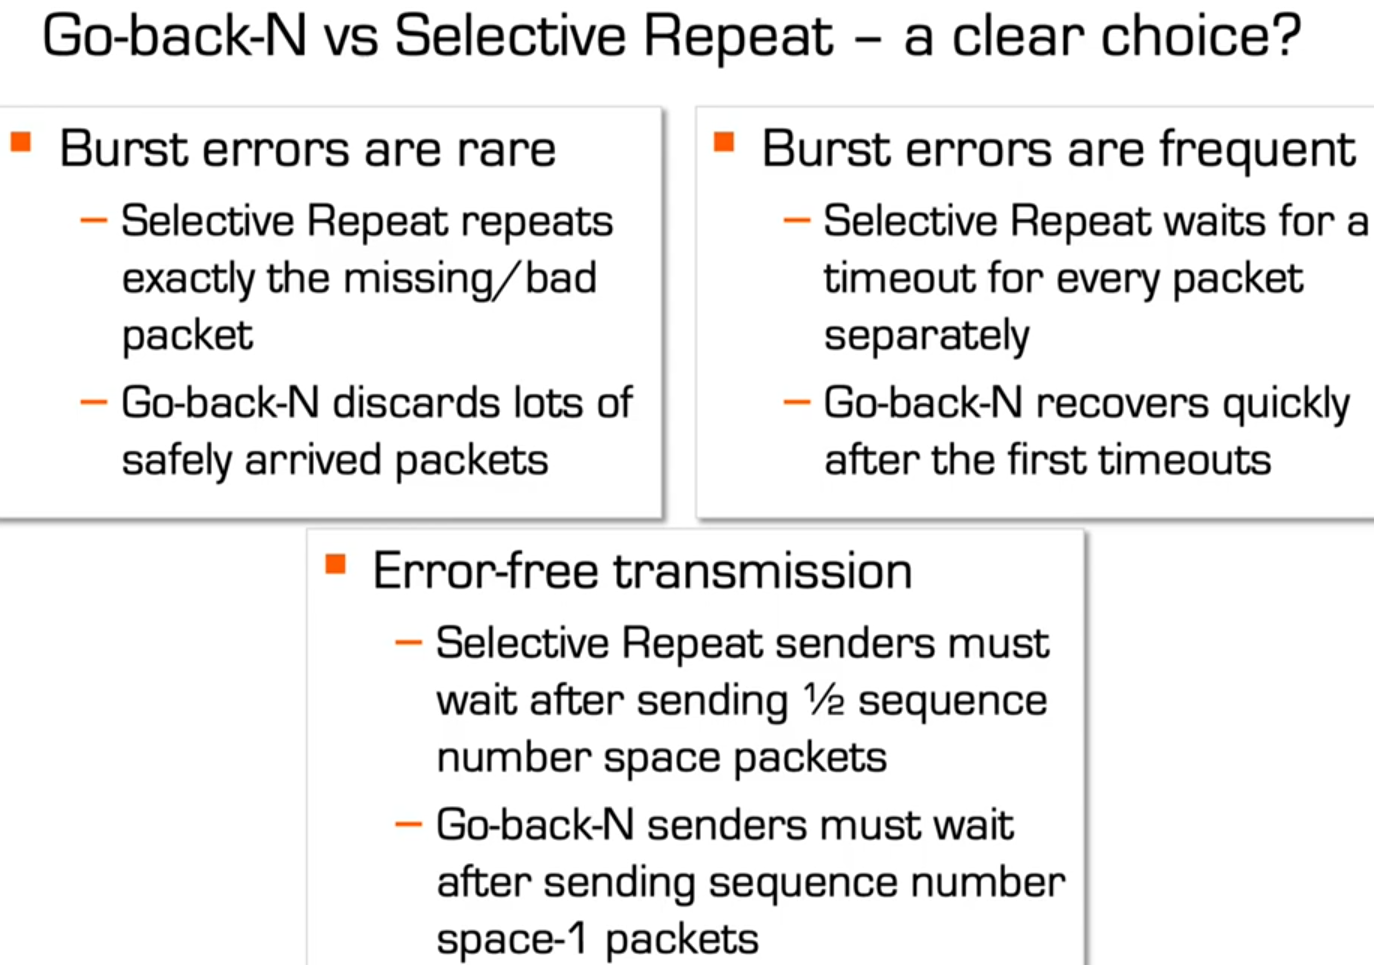 Go-back-N vs Selective Repeat – a clear choice?
Burst errors are rare
– Selective Repeat repeats
exactly the missing/bad
packet
– Go-back-N discards lots of
safely arrived packets
Burst errors are frequent
– Selective Repeat waits for a
timeout for every packet
separately
– Go-back-N recovers quickly
after the first timeouts
Error-free transmission
– Selective Repeat senders must
wait after sending ½ sequence
number space packets
– Go-back-N senders must wait
after sending sequence number
space-1 packets